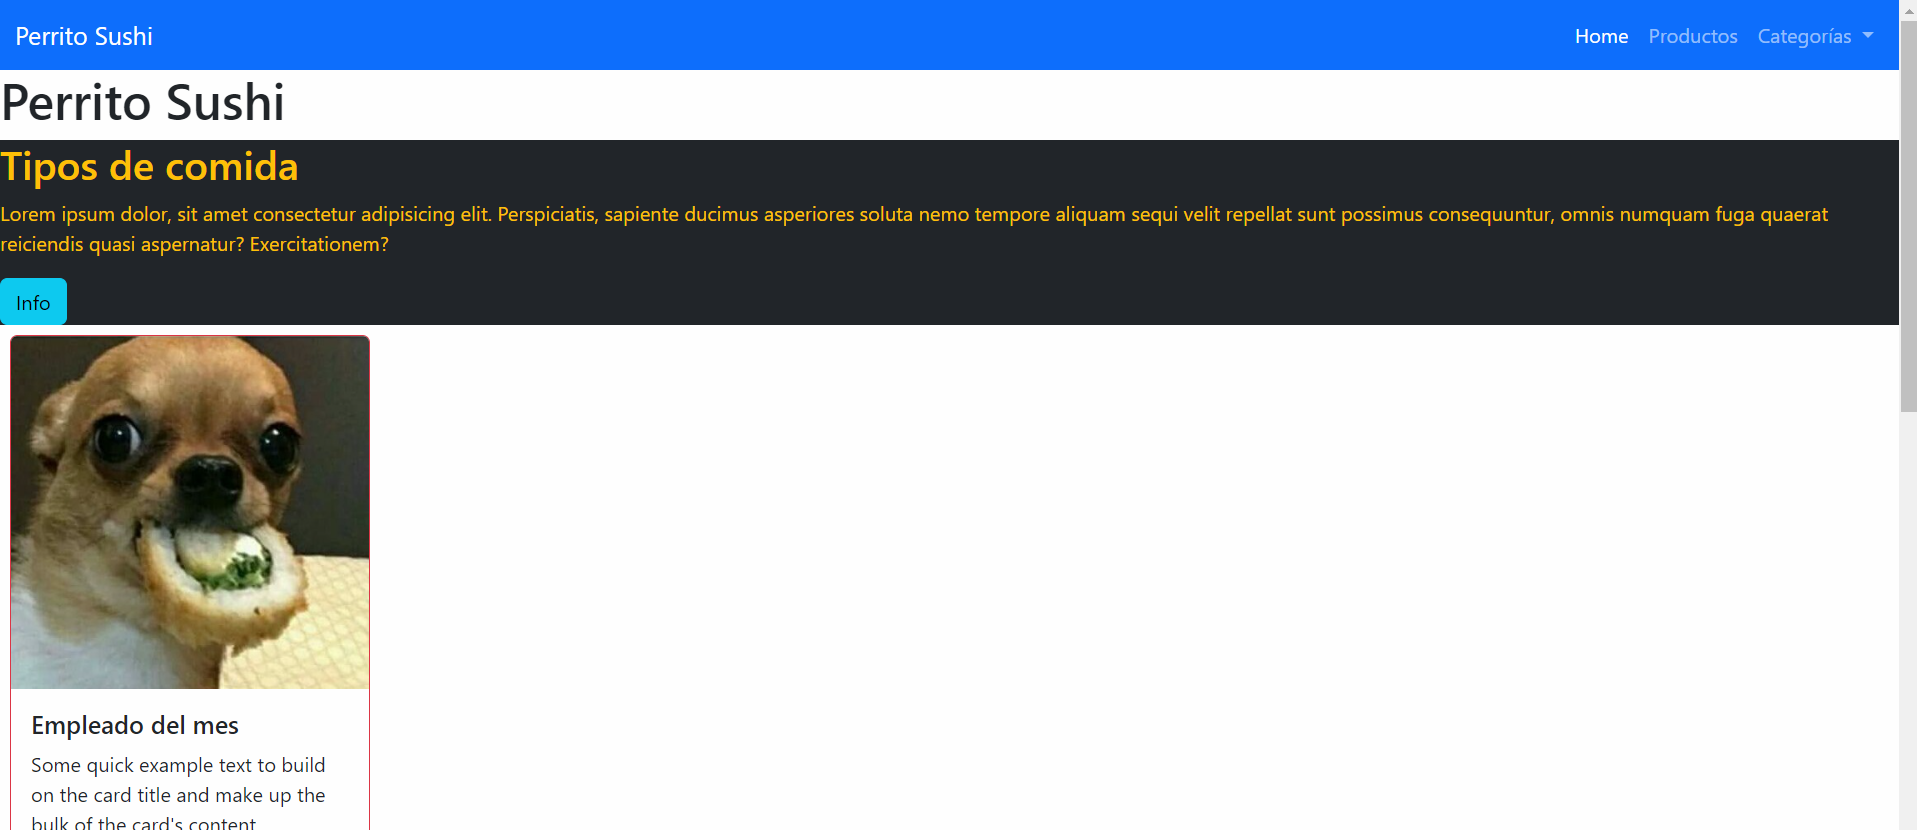 Perrito Sushi
Home Productos Categorías
Perrito Sushi
Tipos de comida
Lorem ipsum dolor, sit amet consectetur adipisicing elit. Perspiciatis, sapiente ducimus asperiores soluta nemo tempore aliquam sequi velit repellat sunt possimus consequuntur, omnis numquam fuga quaerat
reiciendis quasi aspernatur? Exercitationem?
Info
Empleado del mes
Some quick example text to build
on the card title and make up the
bulk of the card's content